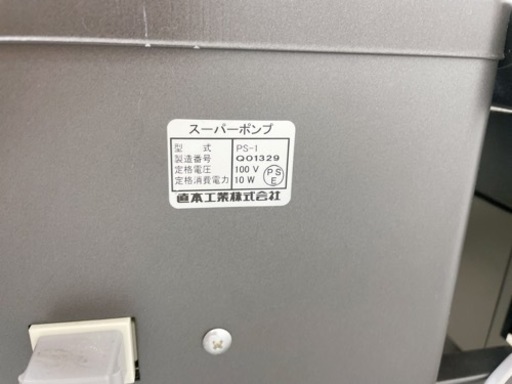 スーパーポンプ
型 式 PS-1
製造番号 Q01329
定格電圧 100 V
定格消費電力 10 W
PSE
直本工業株式会社